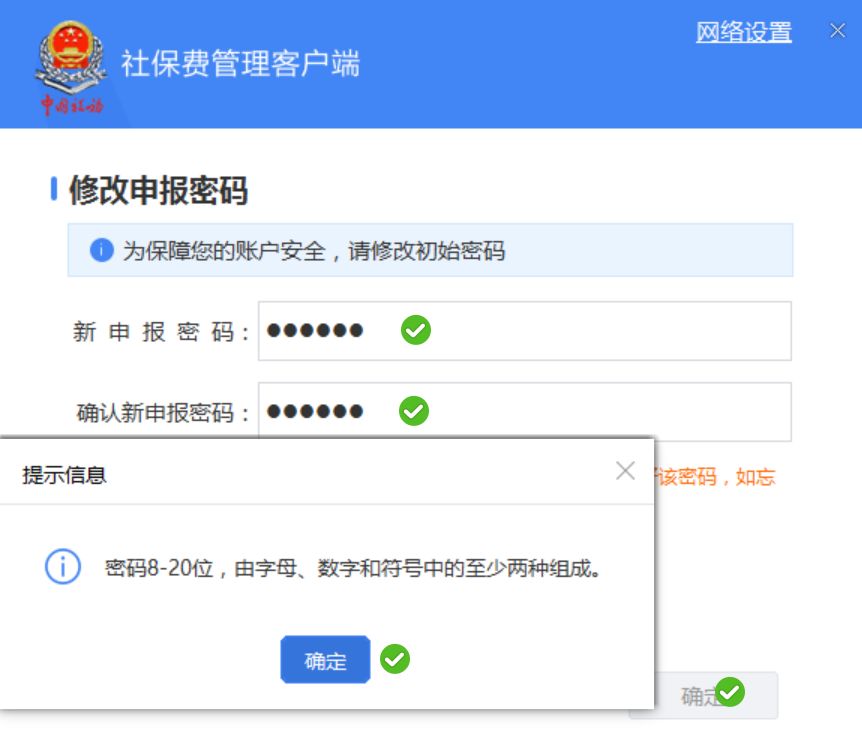 网络设置
社保费管理客户端
中国税务
修改申报密码
为保障您的账户安全，请修改初始密码
新申报密码：
确认新申报密码：
该密码，如忘
提示信息
密码8-20位，由字母、数字和符号中的至少两种组成。
确定
确定